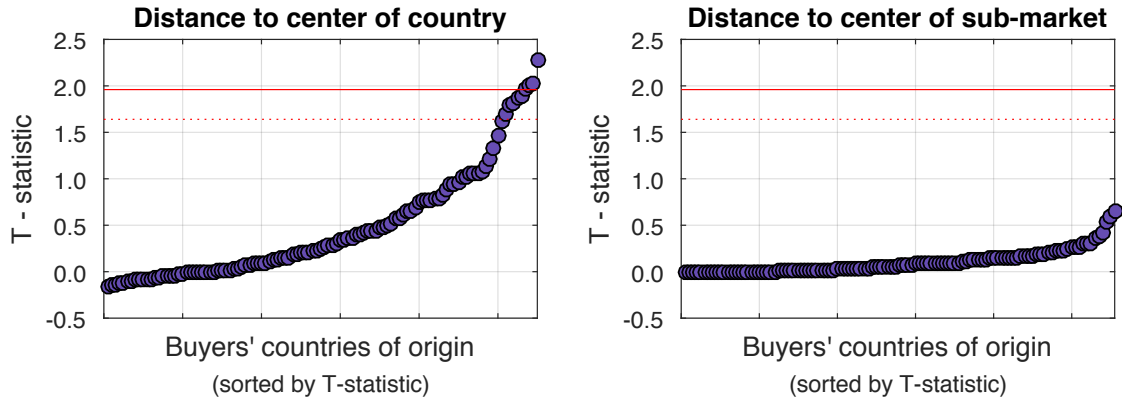 Distance to center of country
2.5
2.0
1.5
1.0
0.5
0.0
-0.5
T - statistic
Buyers' countries of origin
(sorted by T-statistic)
Distance to center of sub-market
2.5
2.0
1.5
1.0
0.5
0.0
-0.5
T - statistic
Buyers' countries of origin
(sorted by T-statistic)